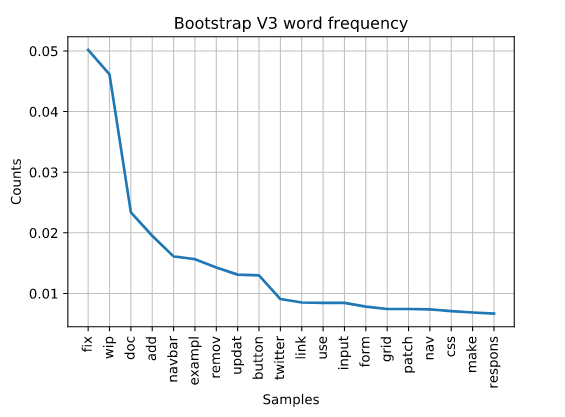 Bootstrap V3 word frequency
0.05
0.04
0.03
0.02
0.01
Counts
fix
wip
doc
add
navbar
exampl
remov
updat
button
twitter
link
use
input
form
grid
patch
nav
css
make
respons
Samples